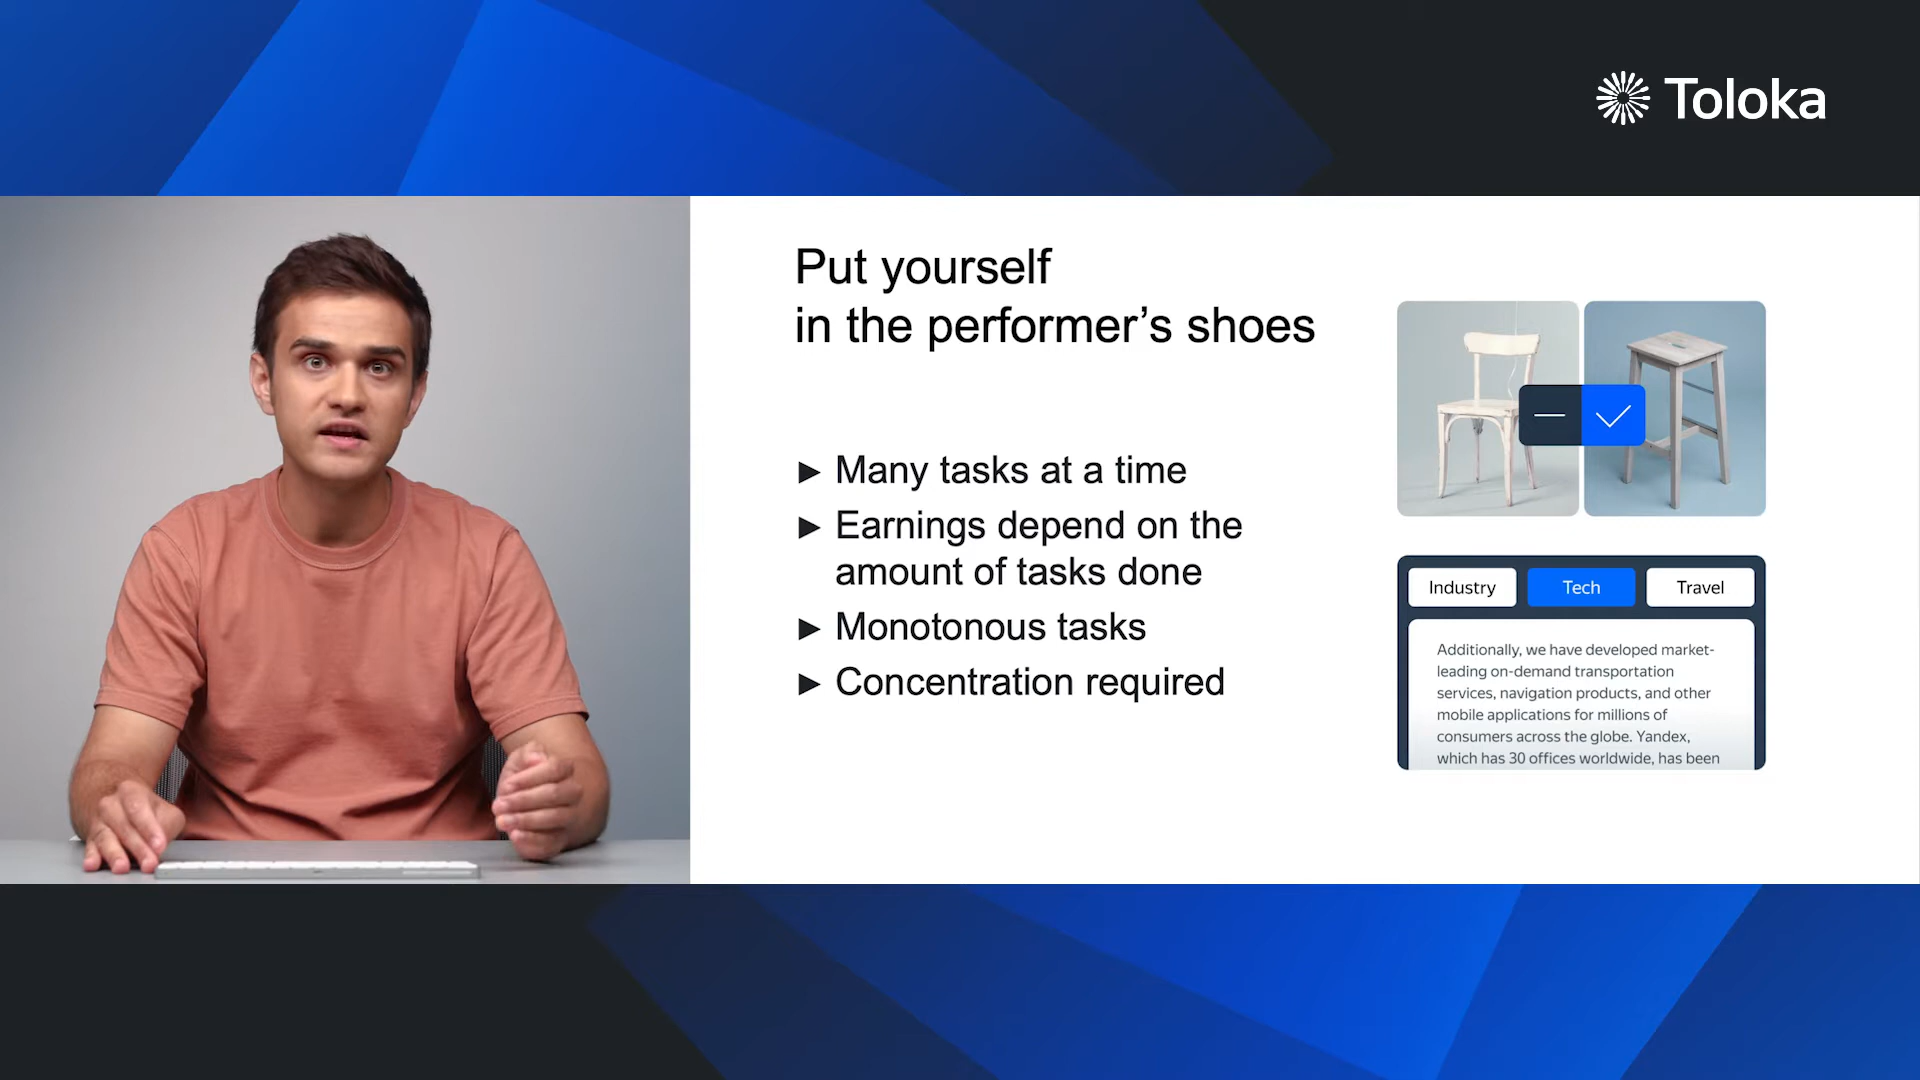 Toloka
Put yourself
in the performer’s shoes
► Many tasks at a time
► Earnings depend on the
amount of tasks done
► Monotonous tasks
► Concentration required
Industry
Tech
Travel
Additionally, we have developed market-
leading on-demand transportation
services, navigation products, and other
mobile applications for millions of
consumers across the globe. Yandex,
which has 30 offices worldwide, has been